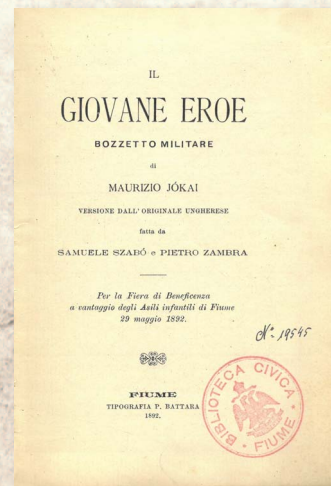 IL
GIOVANE EROE
BOZZETTO MILITARE
di
MAURIZIO JÓKAI
VERSIONE DALL' ORIGINALE UNGHERESE
fatta da
SAMUELE SZABÓ e PIETRO ZAMBRA
Per la Fiera di Beneficenza
a vantaggio degli Asili infantili di Fiume
29 maggio 1892.
No. 19545
FIUME
TIPOGRAFIA P. BATTARA
1892.
BIBLIOTECA CIVICA
FIUME